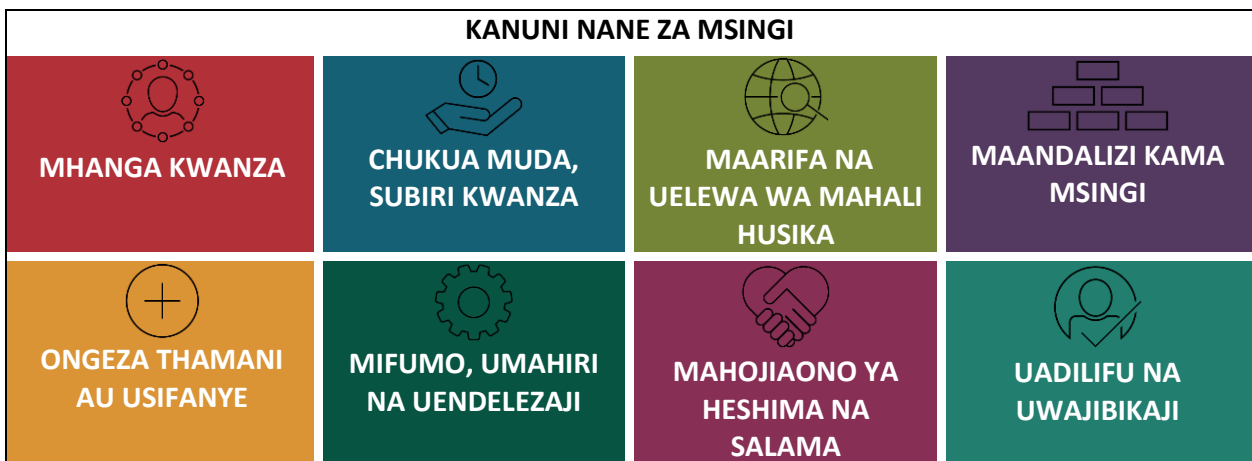 KANUNI NANE ZA MSINGI
MHANGA KWANZA
CHUKUA MUDA,
SUBIRI KWANZA
MAARIFA NA
UELEWA WA MAHALI
HUSIKA
MAANDALIZI KAMA
MSINGI
ONGEZA THAMANI
AU USIFANYE
MIFUMO, UMAHIRI
NA UENDELEZAJI
MAHOJIAONO YA
HESHIMA NA
SALAMA
UADILIFU NA
UWAJIBIKAJI